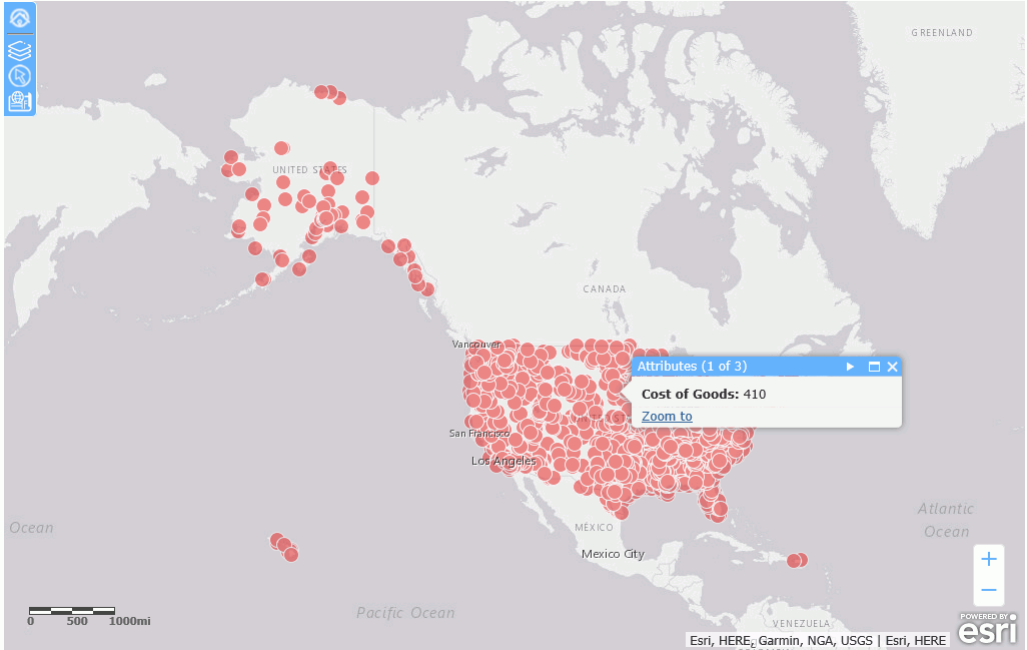 GREENLAND
UNITED STATES
CANADA
Vancouver
Attributes (1 of 3)
Cost of Goods: 410
Zoom to
San Francisco
Los Angeles
Atlantic
Ocean
Ocean
MÉXICO
Mexico City
Pacific Ocean
0 500 1000mi
VENEZUELA
POWERED BY
esri
Esri, HERE, Garmin, NGA, USGS | Esri, HERE